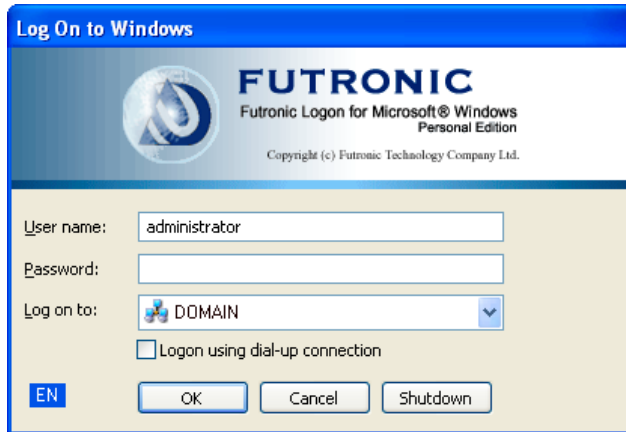 Log On to Windows
FUTRONIC
Futronic Logon for Microsoft® Windows
Personal Edition
Copyright (c) Futronic Technology Company Ltd.
User name: administrator
Password:
Log on to: DOMAIN
Logon using dial-up connection
EN OK Cancel Shutdown